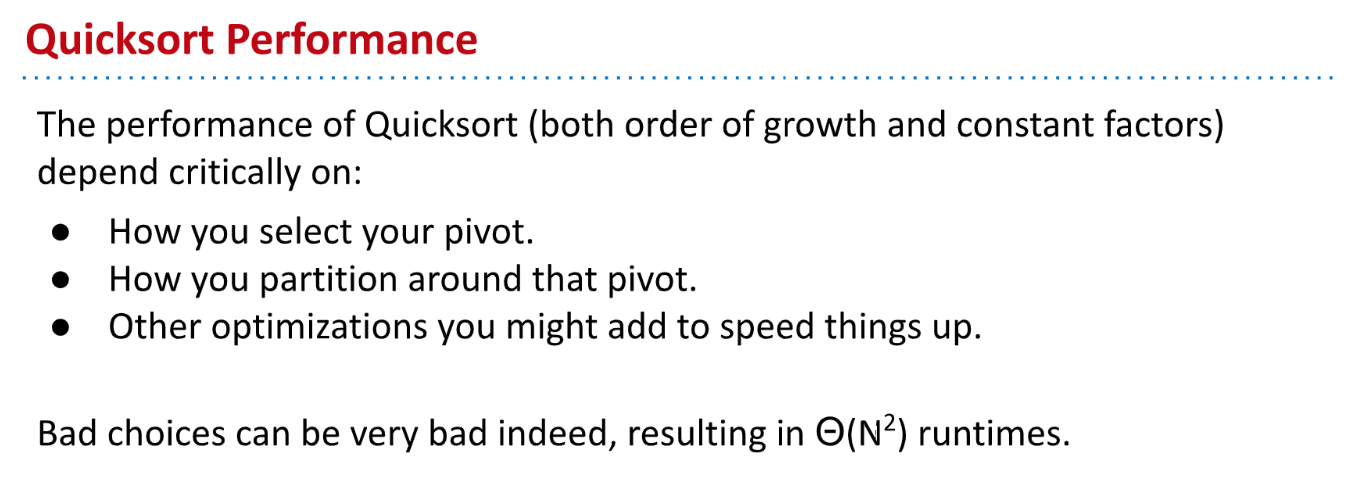 Quicksort Performance
The performance of Quicksort (both order of growth and constant factors)
depend critically on:
● How you select your pivot.
● How you partition around that pivot.
● Other optimizations you might add to speed things up.
Bad choices can be very bad indeed, resulting in Θ(N²) runtimes.